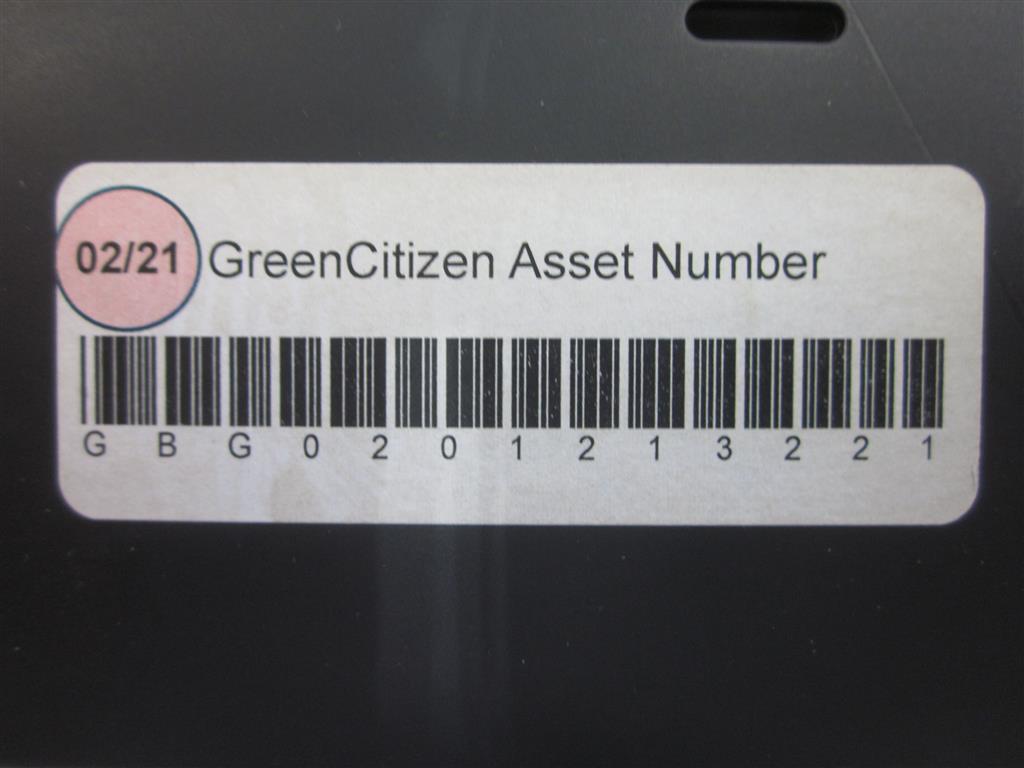 02/21 GreenCitizen Asset Number
G B G 0 2 0 1 2 1 3 2 2 1